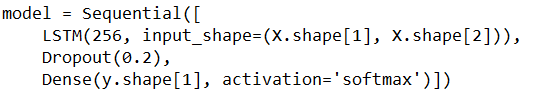 model = Sequential([
    LSTM(256, input_shape=(X.shape[1], X.shape[2])),
    Dropout(0.2),
    Dense(y.shape[1], activation='softmax')])